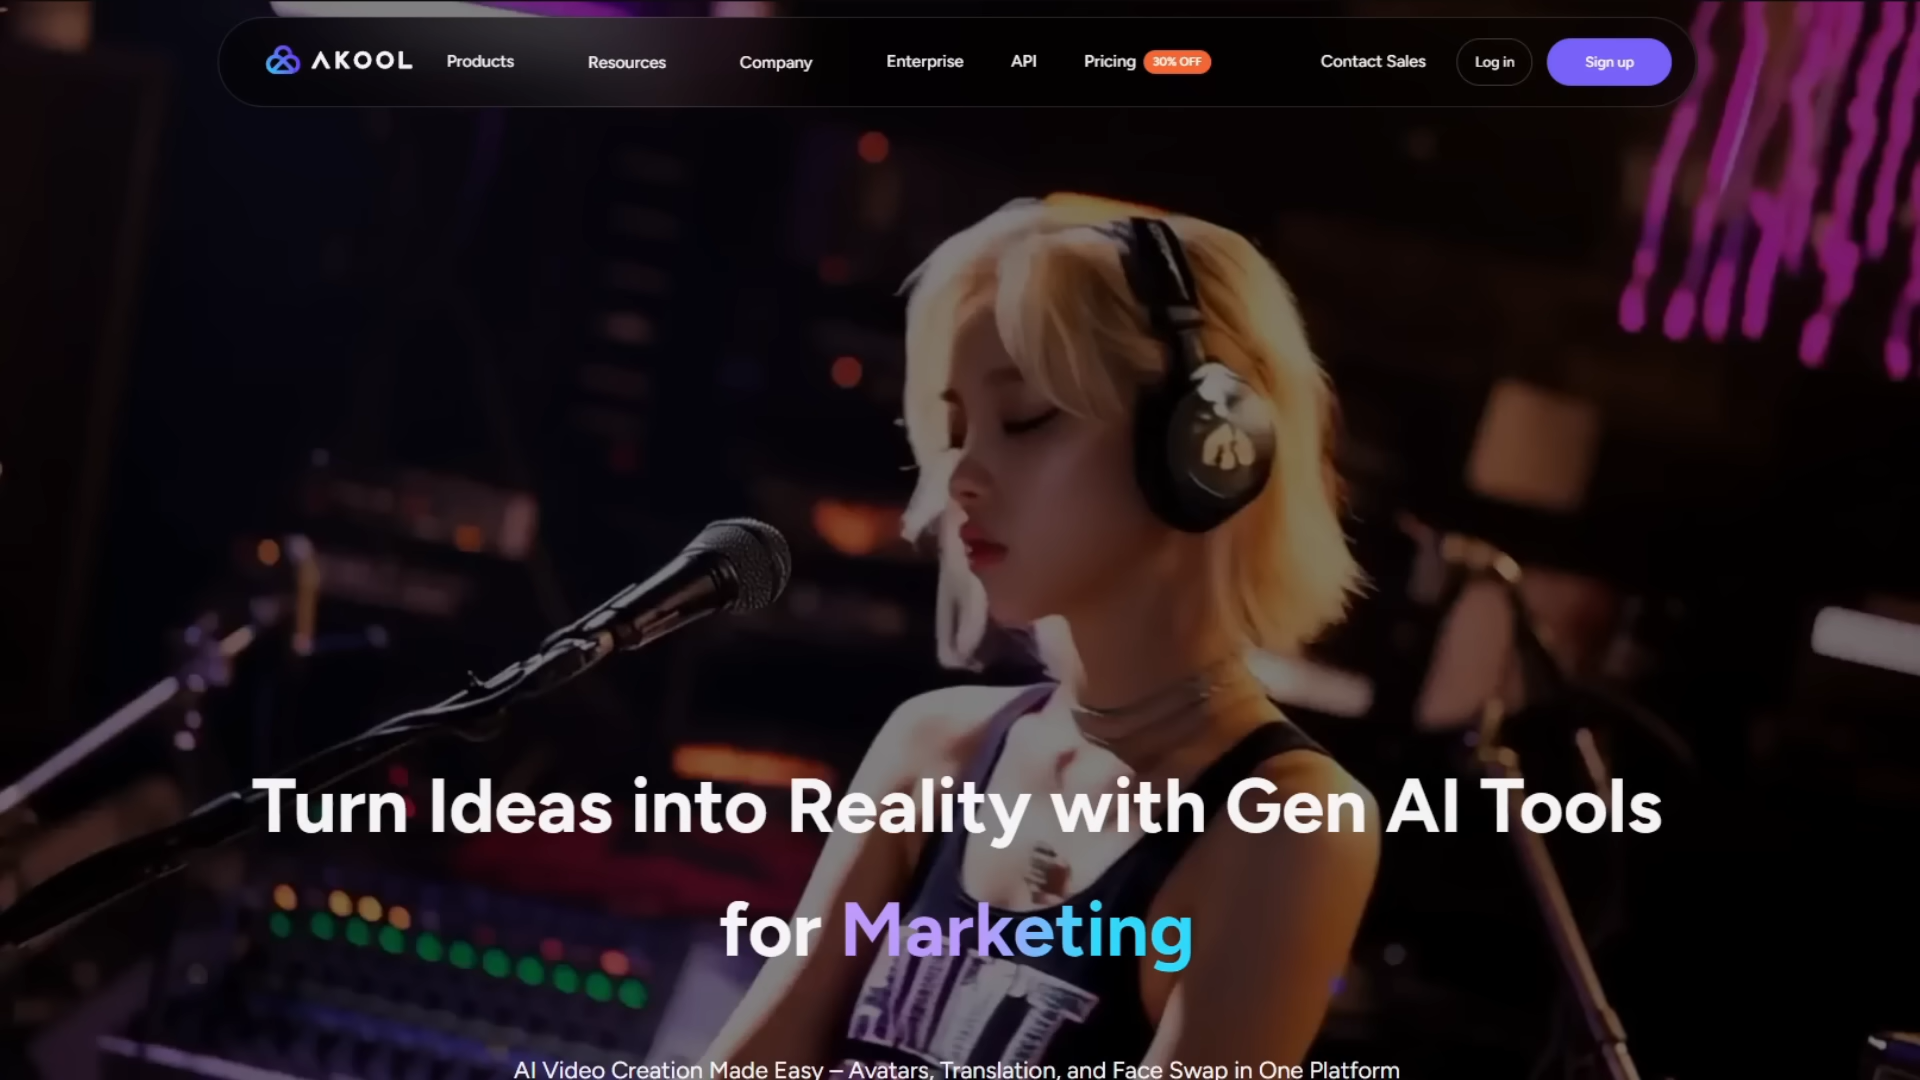 AKOOL Products Resources Company Enterprise API Pricing 30% OFF Contact Sales Log in Sign up
Turn Ideas into Reality with Gen AI Tools
for Marketing
AI Video Creation Made Easy – Avatars, Translation, and Face Swap in One Platform